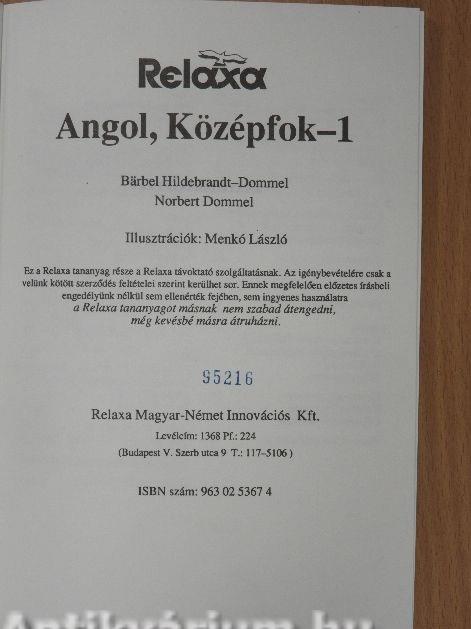 Relaxa
Angol, Középfok–1
Bärbel Hildebrandt–Dommel
Norbert Dommel
Illusztrációk: Menkó László
Ez a Relaxa tananyag része a Relaxa távoktató szolgáltatásnak. Az igénybevételére csak a
velünk kötött szerződés feltételei szerint kerülhet sor. Ennek megfelelően előzetes írásbeli
engedélyünk nélkül sem ellenérték fejében, sem ingyenes használatra
a Relaxa tananyagot másnak nem szabad átengedni,
még kevésbé másra átruházni.
95216
Relaxa Magyar-Német Innovációs Kft.
Levélcím: 1368 Pf.: 224
(Budapest V. Szerb utca 9 T.: 117–5106 )
ISBN szám: 963 02 5367 4
Antikvárium.hu